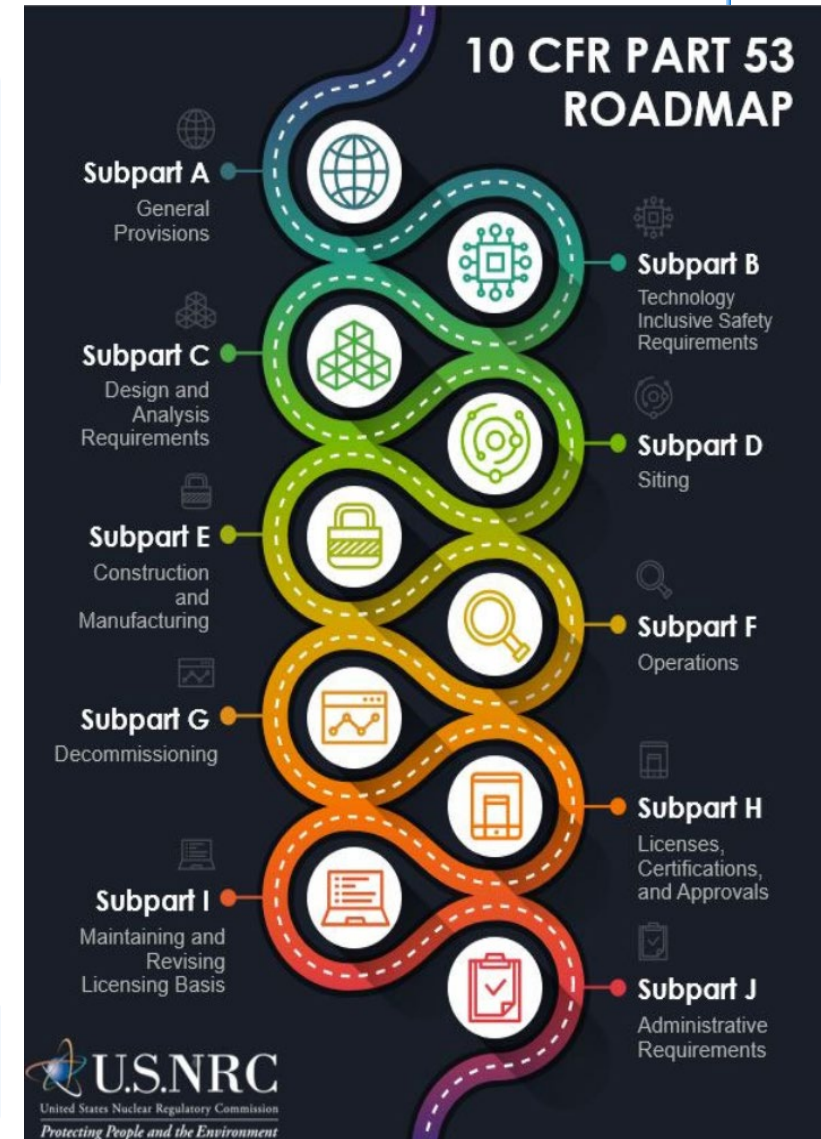 10 CFR PART 53
ROADMAP
Subpart A
General
Provisions
Subpart B
Technology
Inclusive Safety
Requirements
Subpart C
Design and
Analysis
Requirements
Subpart D
Siting
Subpart E
Construction
and
Manufacturing
Subpart F
Operations
Subpart G
Decommissioning
Subpart H
Licenses,
Certifications,
and Approvals
Subpart I
Maintaining and
Revising
Licensing Basis
Subpart J
Administrative
Requirements
U.S.NRC
United States Nuclear Regulatory Commission
Protecting People and the Environment